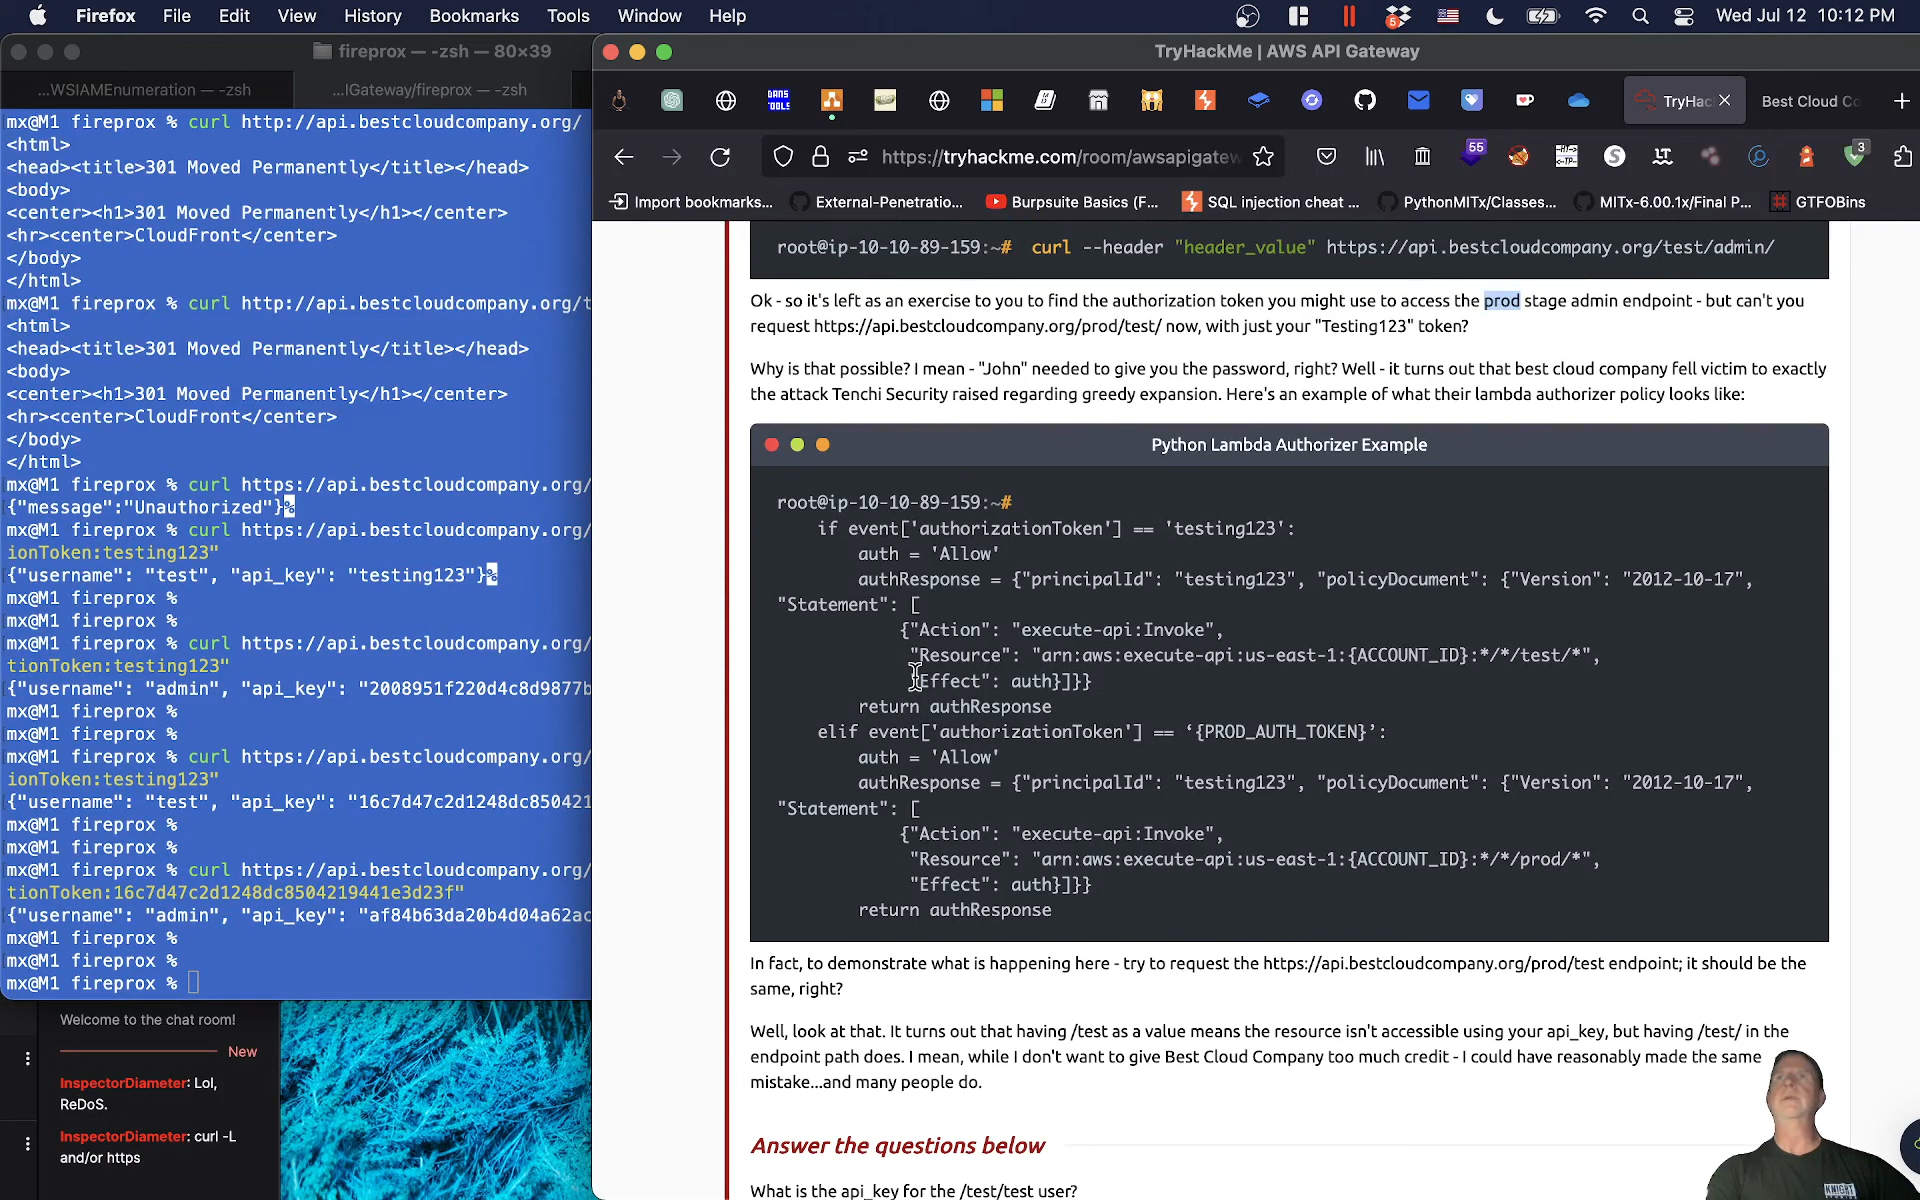 Firefox File Edit View History Bookmarks Tools Window Help
5
Wed Jul 12 10:12 PM
fireprox — -zsh — 80×39
...WSIAMEnumeration — -zsh
...IGateway/fireprox — -zsh
mx@M1 fireprox % curl http://api.bestcloudcompany.org/
<html>
<head><title>301 Moved Permanently</title></head>
<body>
<center><h1>301 Moved Permanently</h1></center>
<hr><center>CloudFront</center>
</body>
</html>
mx@M1 fireprox % curl http://api.bestcloudcompany.org/t
<html>
<head><title>301 Moved Permanently</title></head>
<body>
<center><h1>301 Moved Permanently</h1></center>
<hr><center>CloudFront</center>
</body>
</html>
mx@M1 fireprox % curl https://api.bestcloudcompany.org/
{"message":"Unauthorized"}%
mx@M1 fireprox % curl https://api.bestcloudcompany.org/
ionToken:testing123"
{"username": "test", "api_key": "testing123"}%
mx@M1 fireprox %
mx@M1 fireprox %
mx@M1 fireprox % curl https://api.bestcloudcompany.org/
tionToken:testing123"
{"username": "admin", "api_key": "2008951f220d4c8d9877b
mx@M1 fireprox %
mx@M1 fireprox %
mx@M1 fireprox % curl https://api.bestcloudcompany.org/
ionToken:testing123"
{"username": "test", "api_key": "16c7d47c2d1248dc850421
mx@M1 fireprox %
mx@M1 fireprox %
mx@M1 fireprox % curl https://api.bestcloudcompany.org/
tionToken:16c7d47c2d1248dc8504219441e3d23f"
{"username": "admin", "api_key": "af84b63da20b4d04a62ac
mx@M1 fireprox %
mx@M1 fireprox %
mx@M1 fireprox %
Welcome to the chat room!
New
InspectorDiameter: Lol,
ReDoS.
InspectorDiameter: curl -L
and/or https
TryHackMe | AWS API Gateway
TryHac
Best Cloud Co
https://tryhackme.com/room/awsapigatew
55
3
Import bookmarks...
External-Penetratio...
Burpsuite Basics (F...
SQL injection cheat ...
PythonMITx/Classes...
MITx-6.00.1x/Final P...
GTFOBins
root@ip-10-10-89-159:~# curl --header "header_value" https://api.bestcloudcompany.org/test/admin/
Ok - so it's left as an exercise to you to find the authorization token you might use to access the prod stage admin endpoint - but can't you
request https://api.bestcloudcompany.org/prod/test/ now, with just your "Testing123" token?
Why is that possible? I mean - "John" needed to give you the password, right? Well - it turns out that best cloud company fell victim to exactly
the attack Tenchi Security raised regarding greedy expansion. Here's an example of what their lambda authorizer policy looks like:
Python Lambda Authorizer Example
root@ip-10-10-89-159:~#
if event['authorizationToken'] == 'testing123':
auth = 'Allow'
authResponse = {"principalId": "testing123", "policyDocument": {"Version": "2012-10-17",
"Statement": [
{"Action": "execute-api:Invoke",
"Resource": "arn:aws:execute-api:us-east-1:{ACCOUNT_ID}:*/*/test/*",
"Effect": auth}]}}
return authResponse
elif event['authorizationToken'] == ‘{PROD_AUTH_TOKEN}’:
auth = 'Allow'
authResponse = {"principalId": "testing123", "policyDocument": {"Version": "2012-10-17",
"Statement": [
{"Action": "execute-api:Invoke",
"Resource": "arn:aws:execute-api:us-east-1:{ACCOUNT_ID}:*/*/prod/*",
"Effect": auth}]}}
return authResponse
In fact, to demonstrate what is happening here - try to request the https://api.bestcloudcompany.org/prod/test endpoint; it should be the
same, right?
Well, look at that. It turns out that having /test as a value means the resource isn't accessible using your api_key, but having /test/ in the
endpoint path does. I mean, while I don't want to give Best Cloud Company too much credit - I could have reasonably made the same
mistake...and many people do.
Answer the questions below
What is the api_key for the /test/test user?